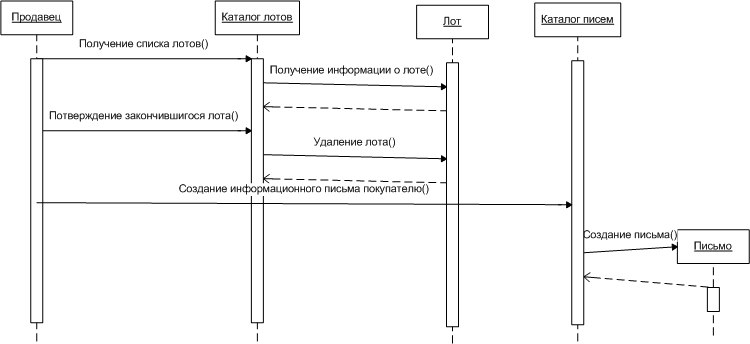 Продавец
Каталог лотов
Лот
Каталог писем
Получение списка лотов()
Получение информации о лоте()
Потверждение закончившигося лота()
Удаление лота()
Создание информационного письма покупателю()
Создание письма()
Письмо